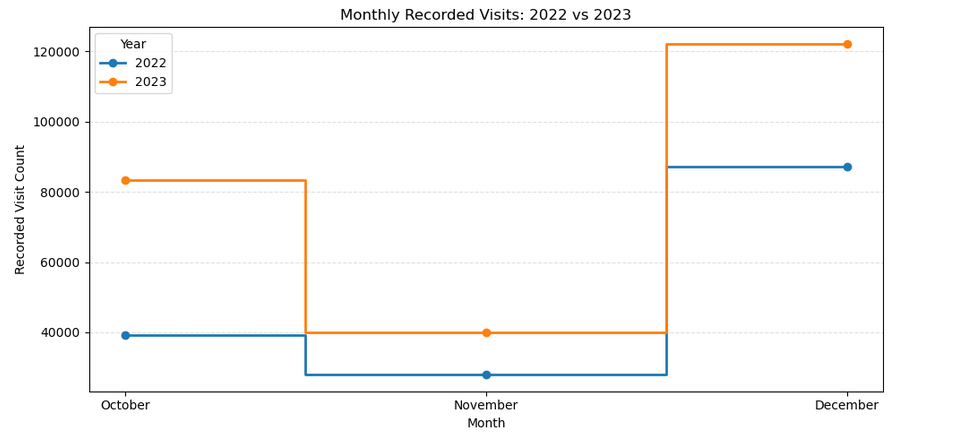 Monthly Recorded Visits: 2022 vs 2023
Year
2022
2023
Recorded Visit Count
120000
100000
80000
60000
40000
October November December
Month